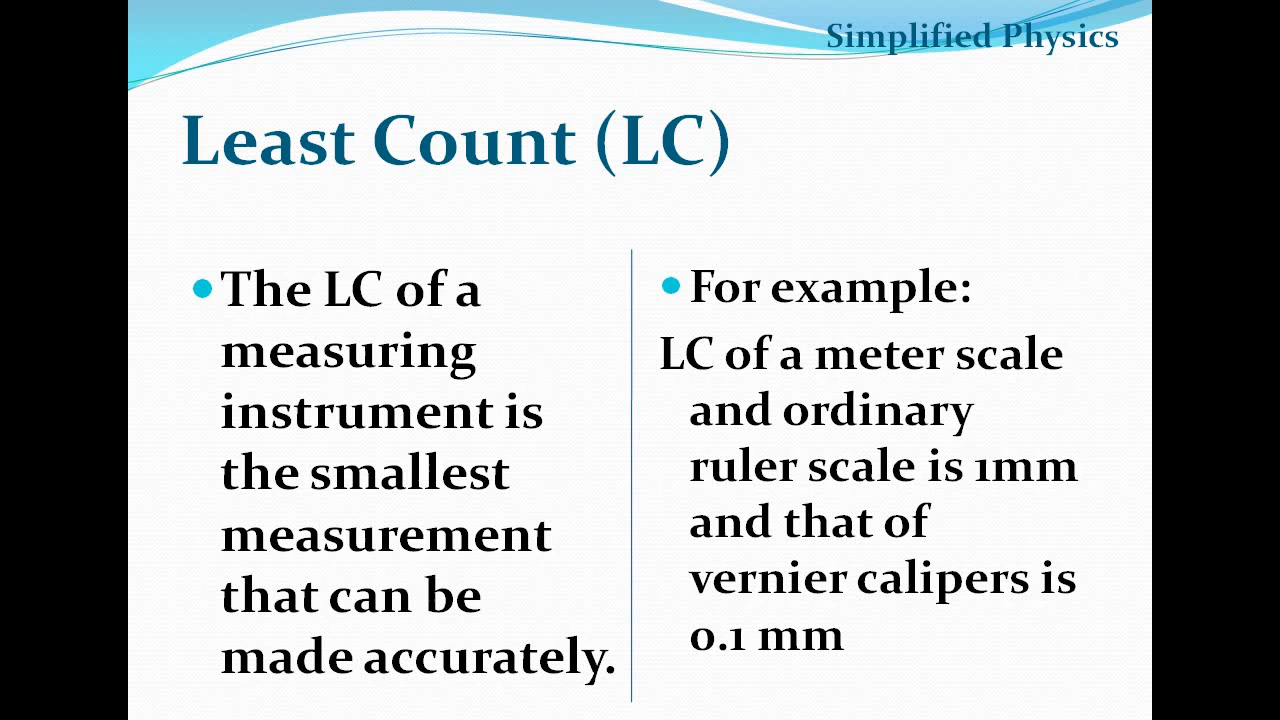 Simplified Physics
Least Count (LC)
The LC of a
measuring
instrument is
the smallest
measurement
that can be
made accurately.
For example:
LC of a meter scale
and ordinary
ruler scale is 1mm
and that of
vernier calipers is
0.1 mm